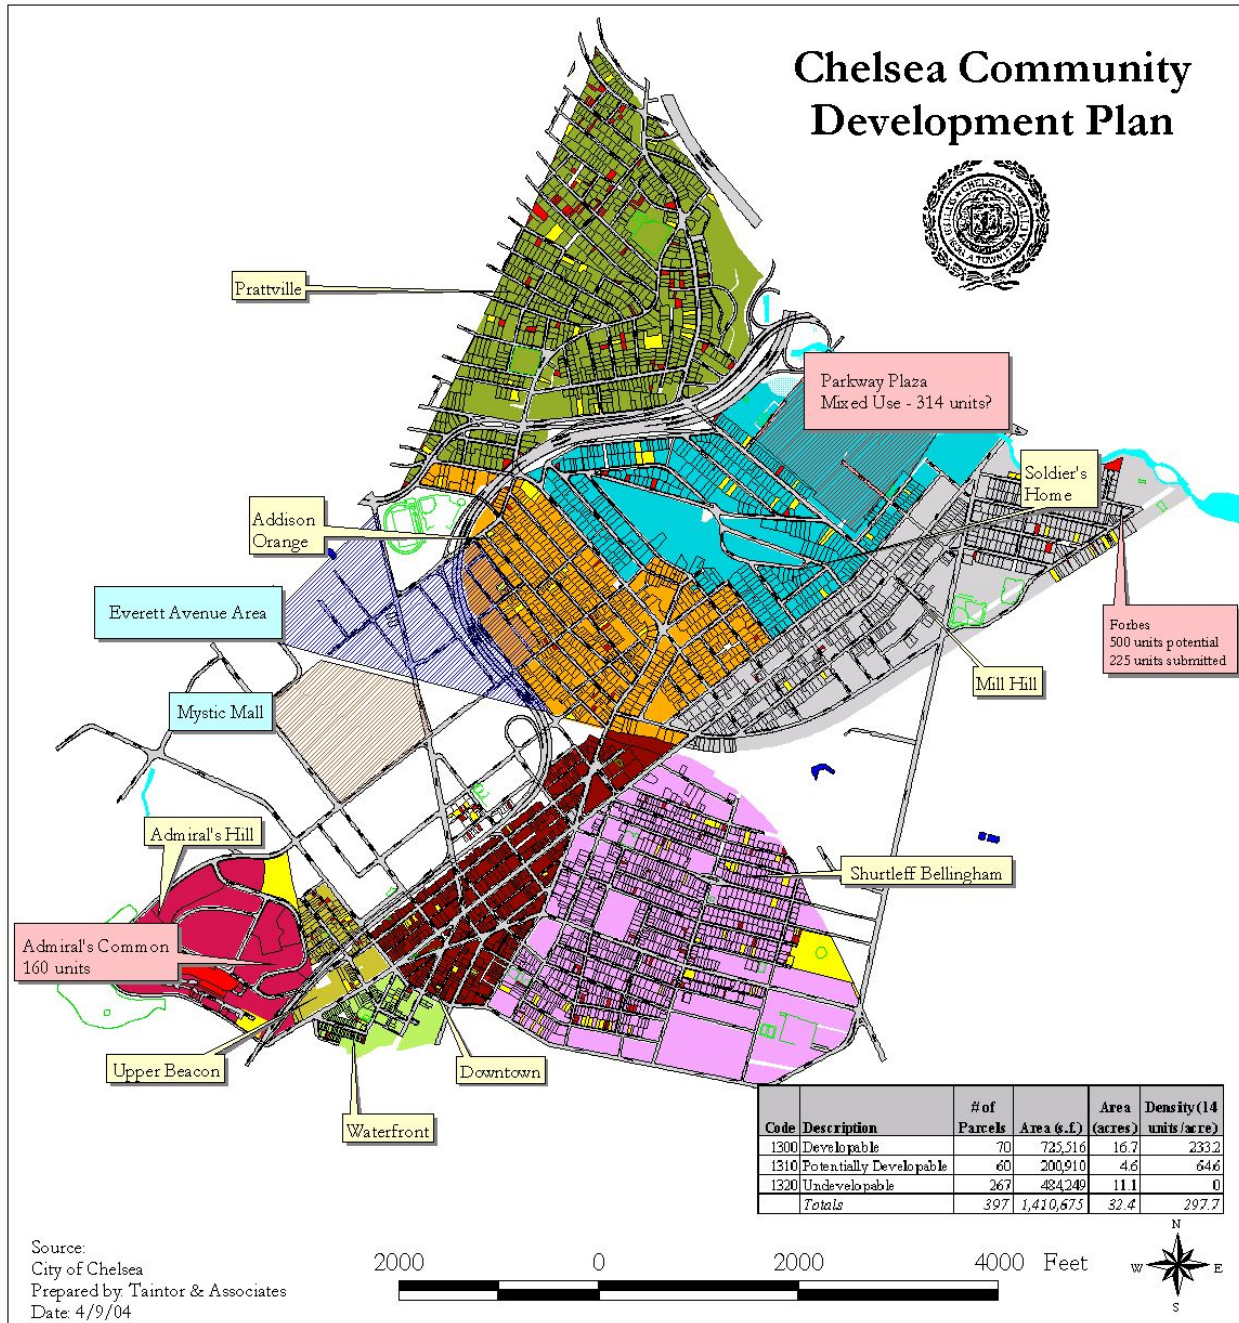 Chelsea Community
Development Plan
CHELSEA
A TOWN
Prattville
Parkway Plaza
Mixed Use - 314 units?
Soldier's
Home
Addison
Orange
Everett Avenue Area
Forbes
500 units potential
225 units submitted
Mill Hill
Mystic Mall
Admiral's Hill
Shurtleff Bellingham
Admiral's Common
160 units
Upper Beacon
Downtown
Waterfront
Code Description # of Parcels Area (s.f.) Area (acres) Density (14 units/acre)
1300 Developable 70 725,516 16.7 233.2
1310 Potentially Developable 60 200,910 4.6 64.6
1320 Undevelopable 267 484,249 11.1 0
Totals 397 1,410,675 32.4 297.7
Source:
City of Chelsea
Prepared by: Taintor & Associates
Date: 4/9/04
2000 0 2000 4000 Feet
N
W E
S